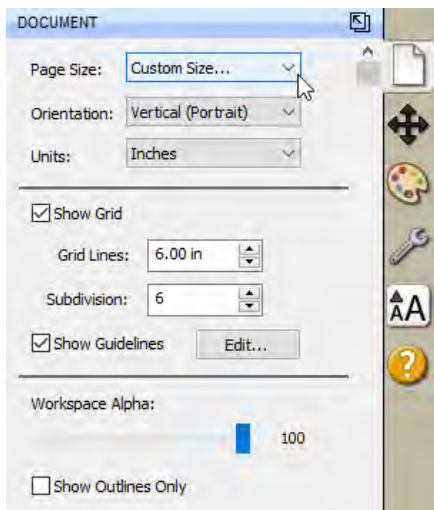 DOCUMENT
Page Size: Custom Size...
Orientation: Vertical (Portrait)
Units: Inches
Show Grid
Grid Lines: 6.00 in
Subdivision: 6
Show Guidelines Edit...
Workspace Alpha:
100
Show Outlines Only
AA
?